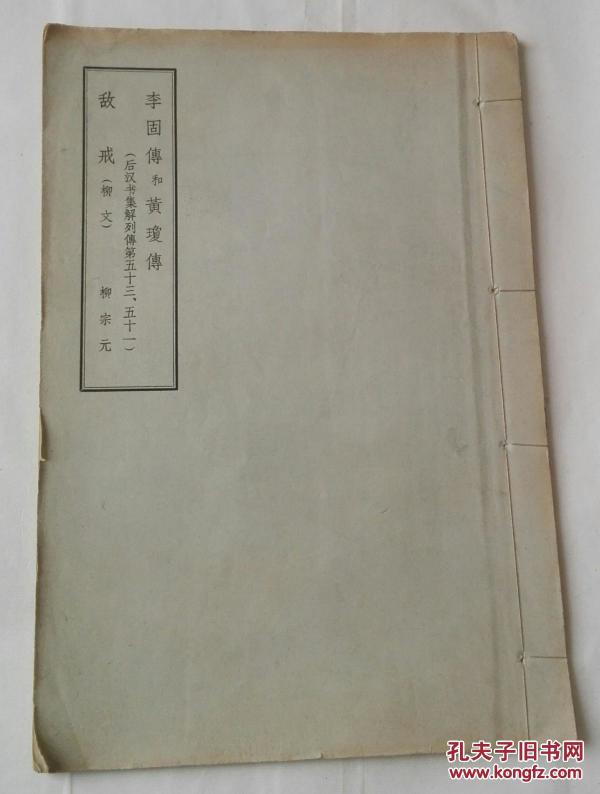 李固傳和黃瓊傳
(后汉书集解列傳第五十三、五十一)
敌戒(柳文) 柳宗元
孔夫子旧书网
www.kongfz.com